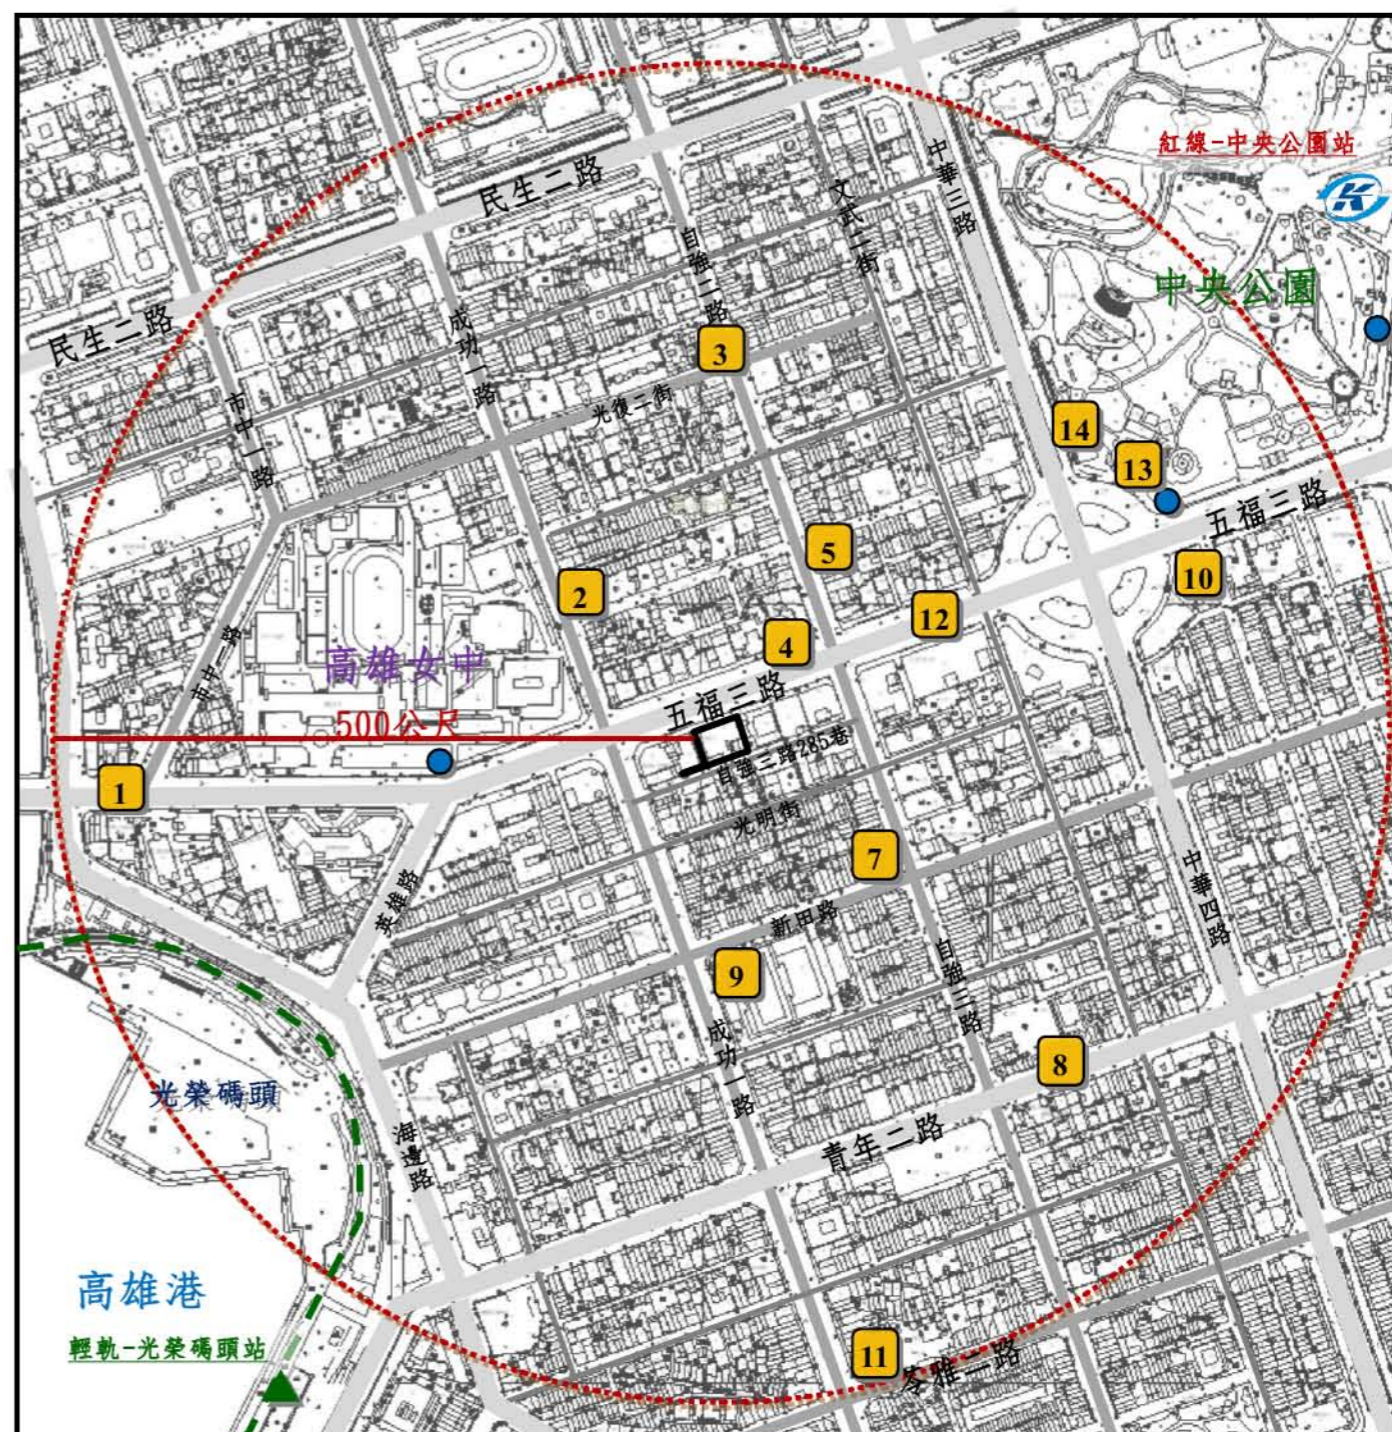 紅線-中央公園站
K
中華三路
民生二路
文武二街
自強二路
中央公園
成功一路
民生二路
3
光復二街
市中一路
14
13
五福三路
5
10
2
12
4
市中一路
高雄女中
五福三路
500公尺
自強三路285巷
1
光明街
7
中華四路
英雄路
新田路
9
自強三路
成功一路
8
光榮碼頭
海邊路
青年二路
高雄港
輕軌-光榮碼頭站
11
苓雅二路